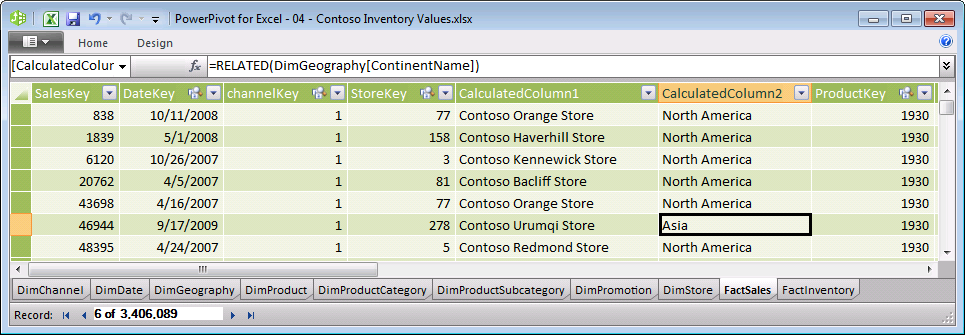 PowerPivot for Excel - 04 - Contoso Inventory Values.xlsx
Home Design
[CalculatedColur fx =RELATED(DimGeography[ContinentName])
SalesKey DateKey channelKey StoreKey CalculatedColumn1 CalculatedColumn2 ProductKey
838 10/11/2008 1 77 Contoso Orange Store North America 1930
1839 5/1/2008 1 158 Contoso Haverhill Store North America 1930
6120 10/26/2007 1 3 Contoso Kennewick Store North America 1930
20762 4/5/2007 1 81 Contoso Bacliff Store North America 1930
43698 4/16/2007 1 77 Contoso Orange Store North America 1930
46944 9/17/2009 1 278 Contoso Urumqi Store Asia 1930
48395 4/24/2007 1 5 Contoso Redmond Store North America 1930
DimChannel DimDate DimGeography DimProduct DimProductCategory DimProductSubcategory DimPromotion DimStore FactSales FactInventory
Record: 6 of 3,406,089